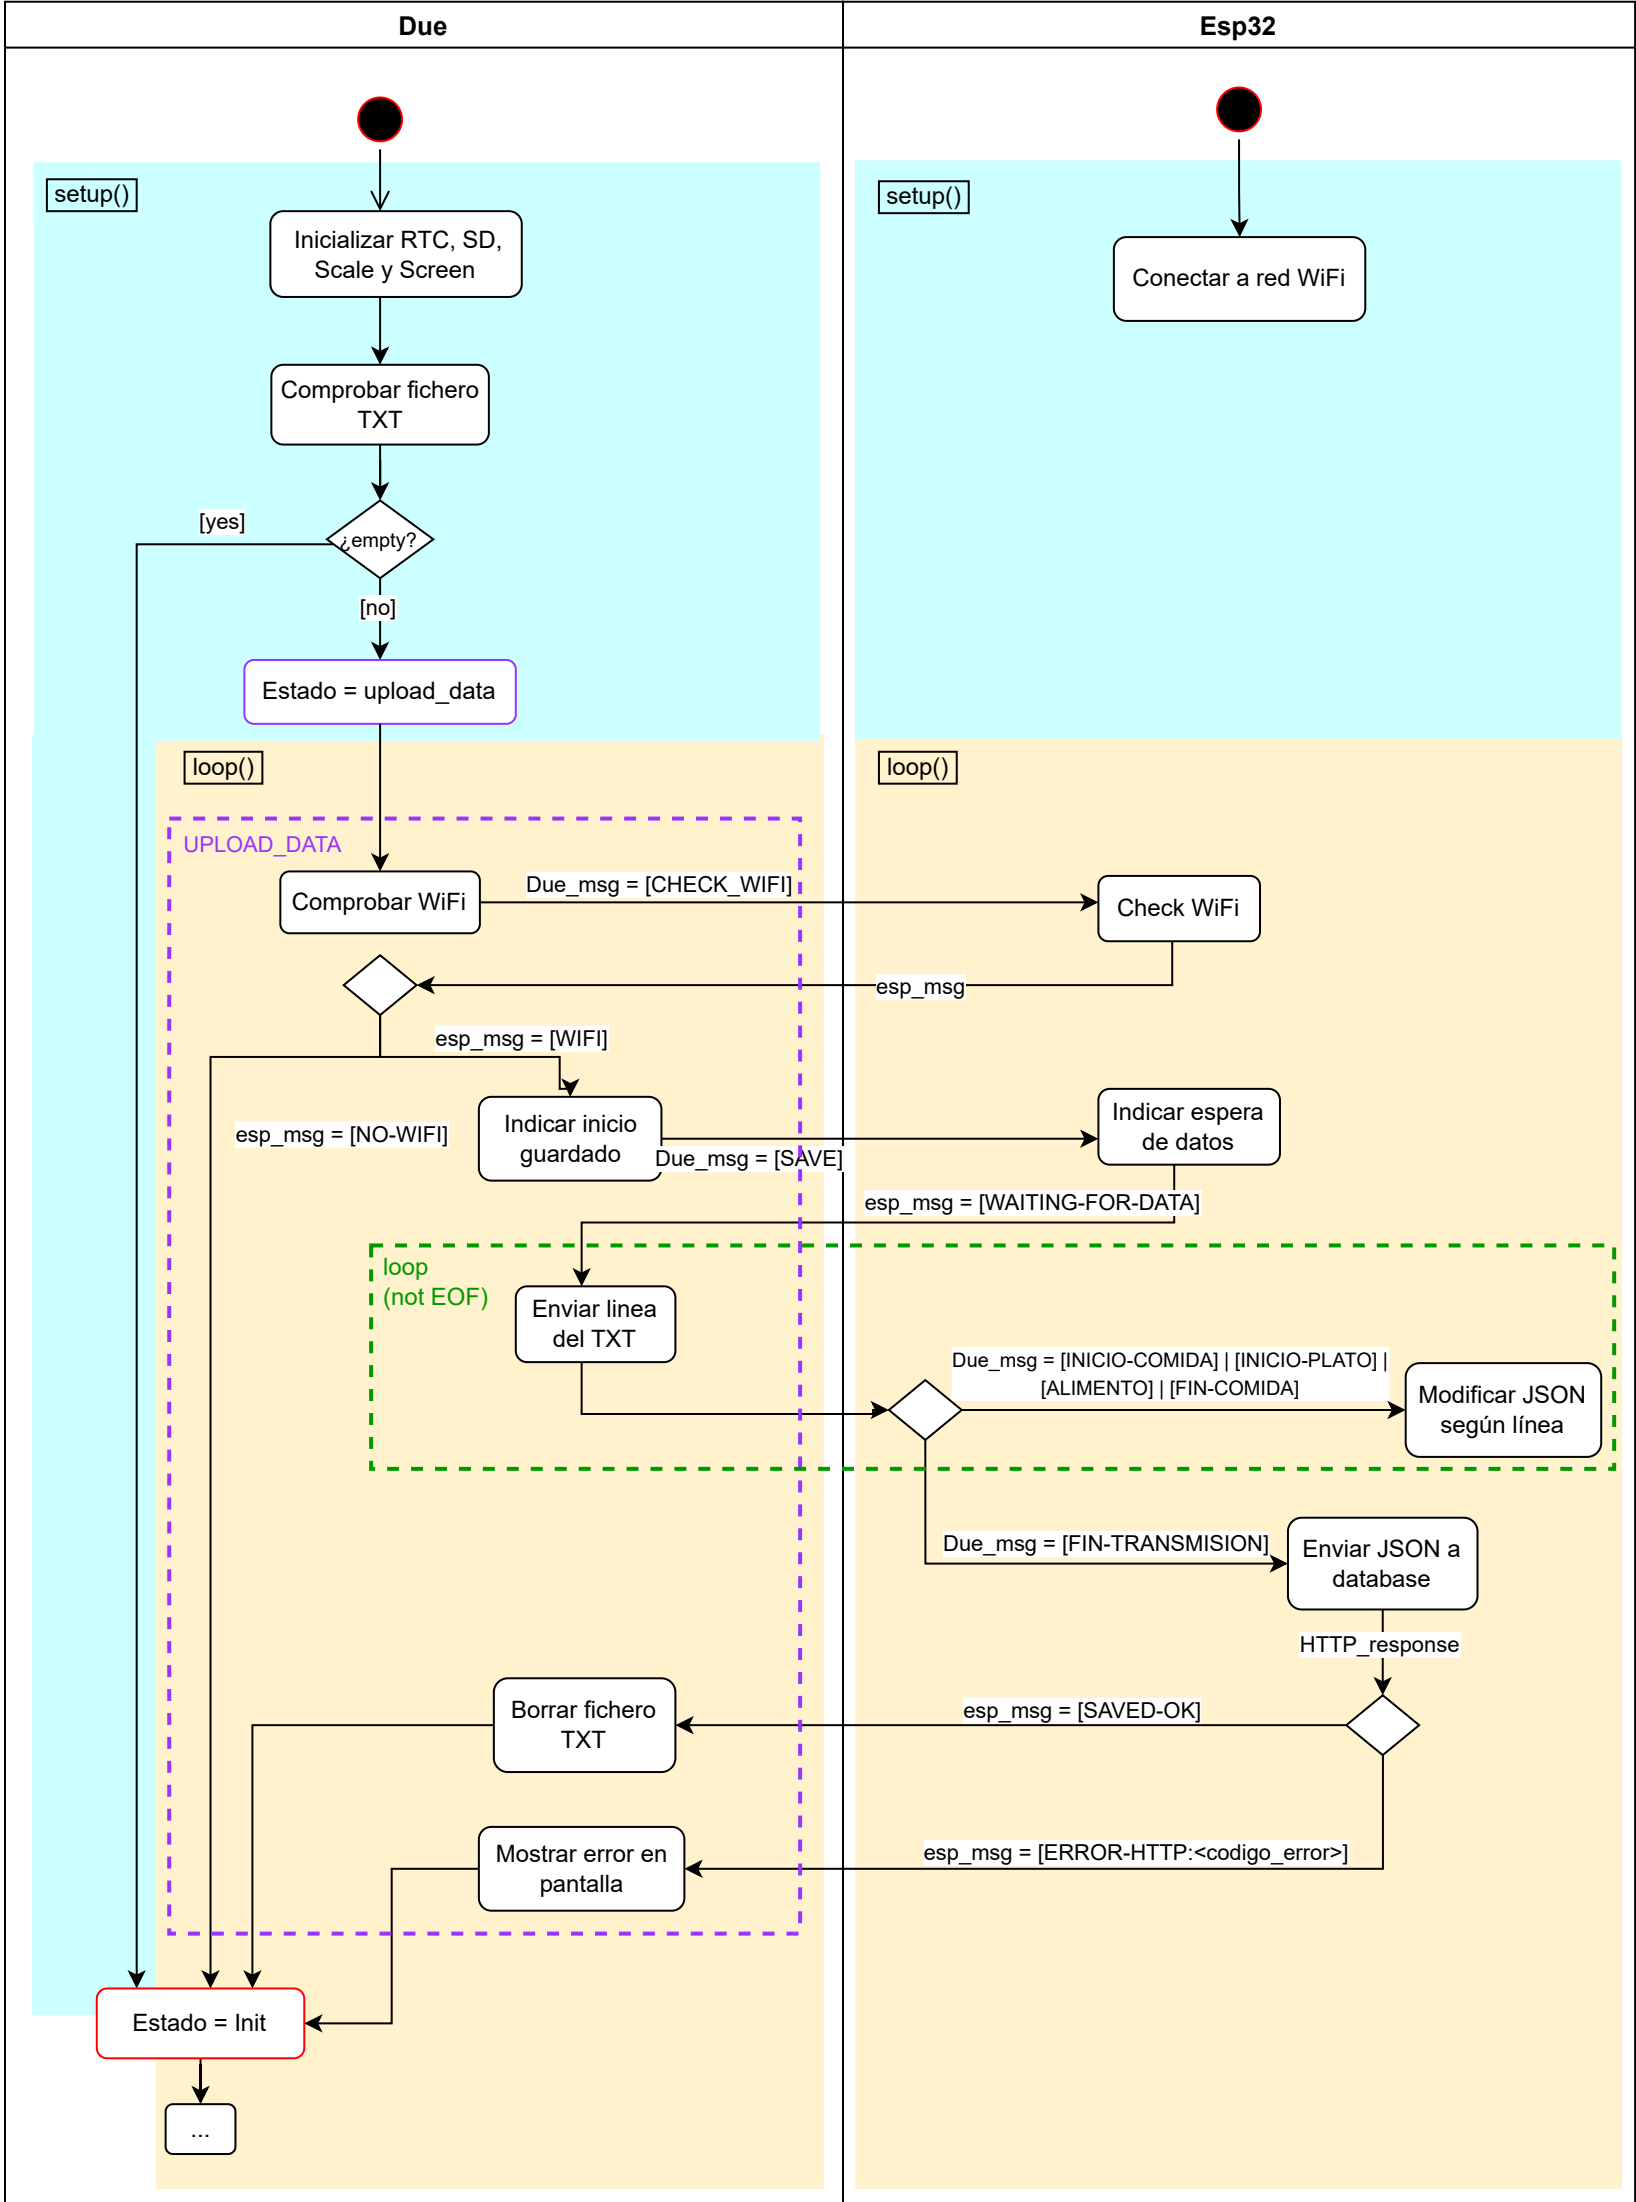 Due
Esp32
setup()
setup()
Inicializar RTC, SD,
Scale y Screen
Conectar a red WiFi
Comprobar fichero
TXT
[yes]
¿empty?
[no]
Estado = upload_data
loop()
loop()
UPLOAD_DATA
Comprobar WiFi
Due_msg = [CHECK_WIFI]
Check WiFi
esp_msg
esp_msg = [WIFI]
esp_msg = [NO-WIFI]
Indicar inicio
guardado
Due_msg = [SAVE]
Indicar espera
de datos
esp_msg = [WAITING-FOR-DATA]
loop
(not EOF)
Enviar linea
del TXT
Due_msg = [INICIO-COMIDA] | [INICIO-PLATO] |
[ALIMENTO] | [FIN-COMIDA]
Modificar JSON
según línea
Due_msg = [FIN-TRANSMISION]
Enviar JSON a
database
HTTP_response
Borrar fichero
TXT
esp_msg = [SAVED-OK]
Mostrar error en
pantalla
esp_msg = [ERROR-HTTP:<codigo_error>]
Estado = Init
...